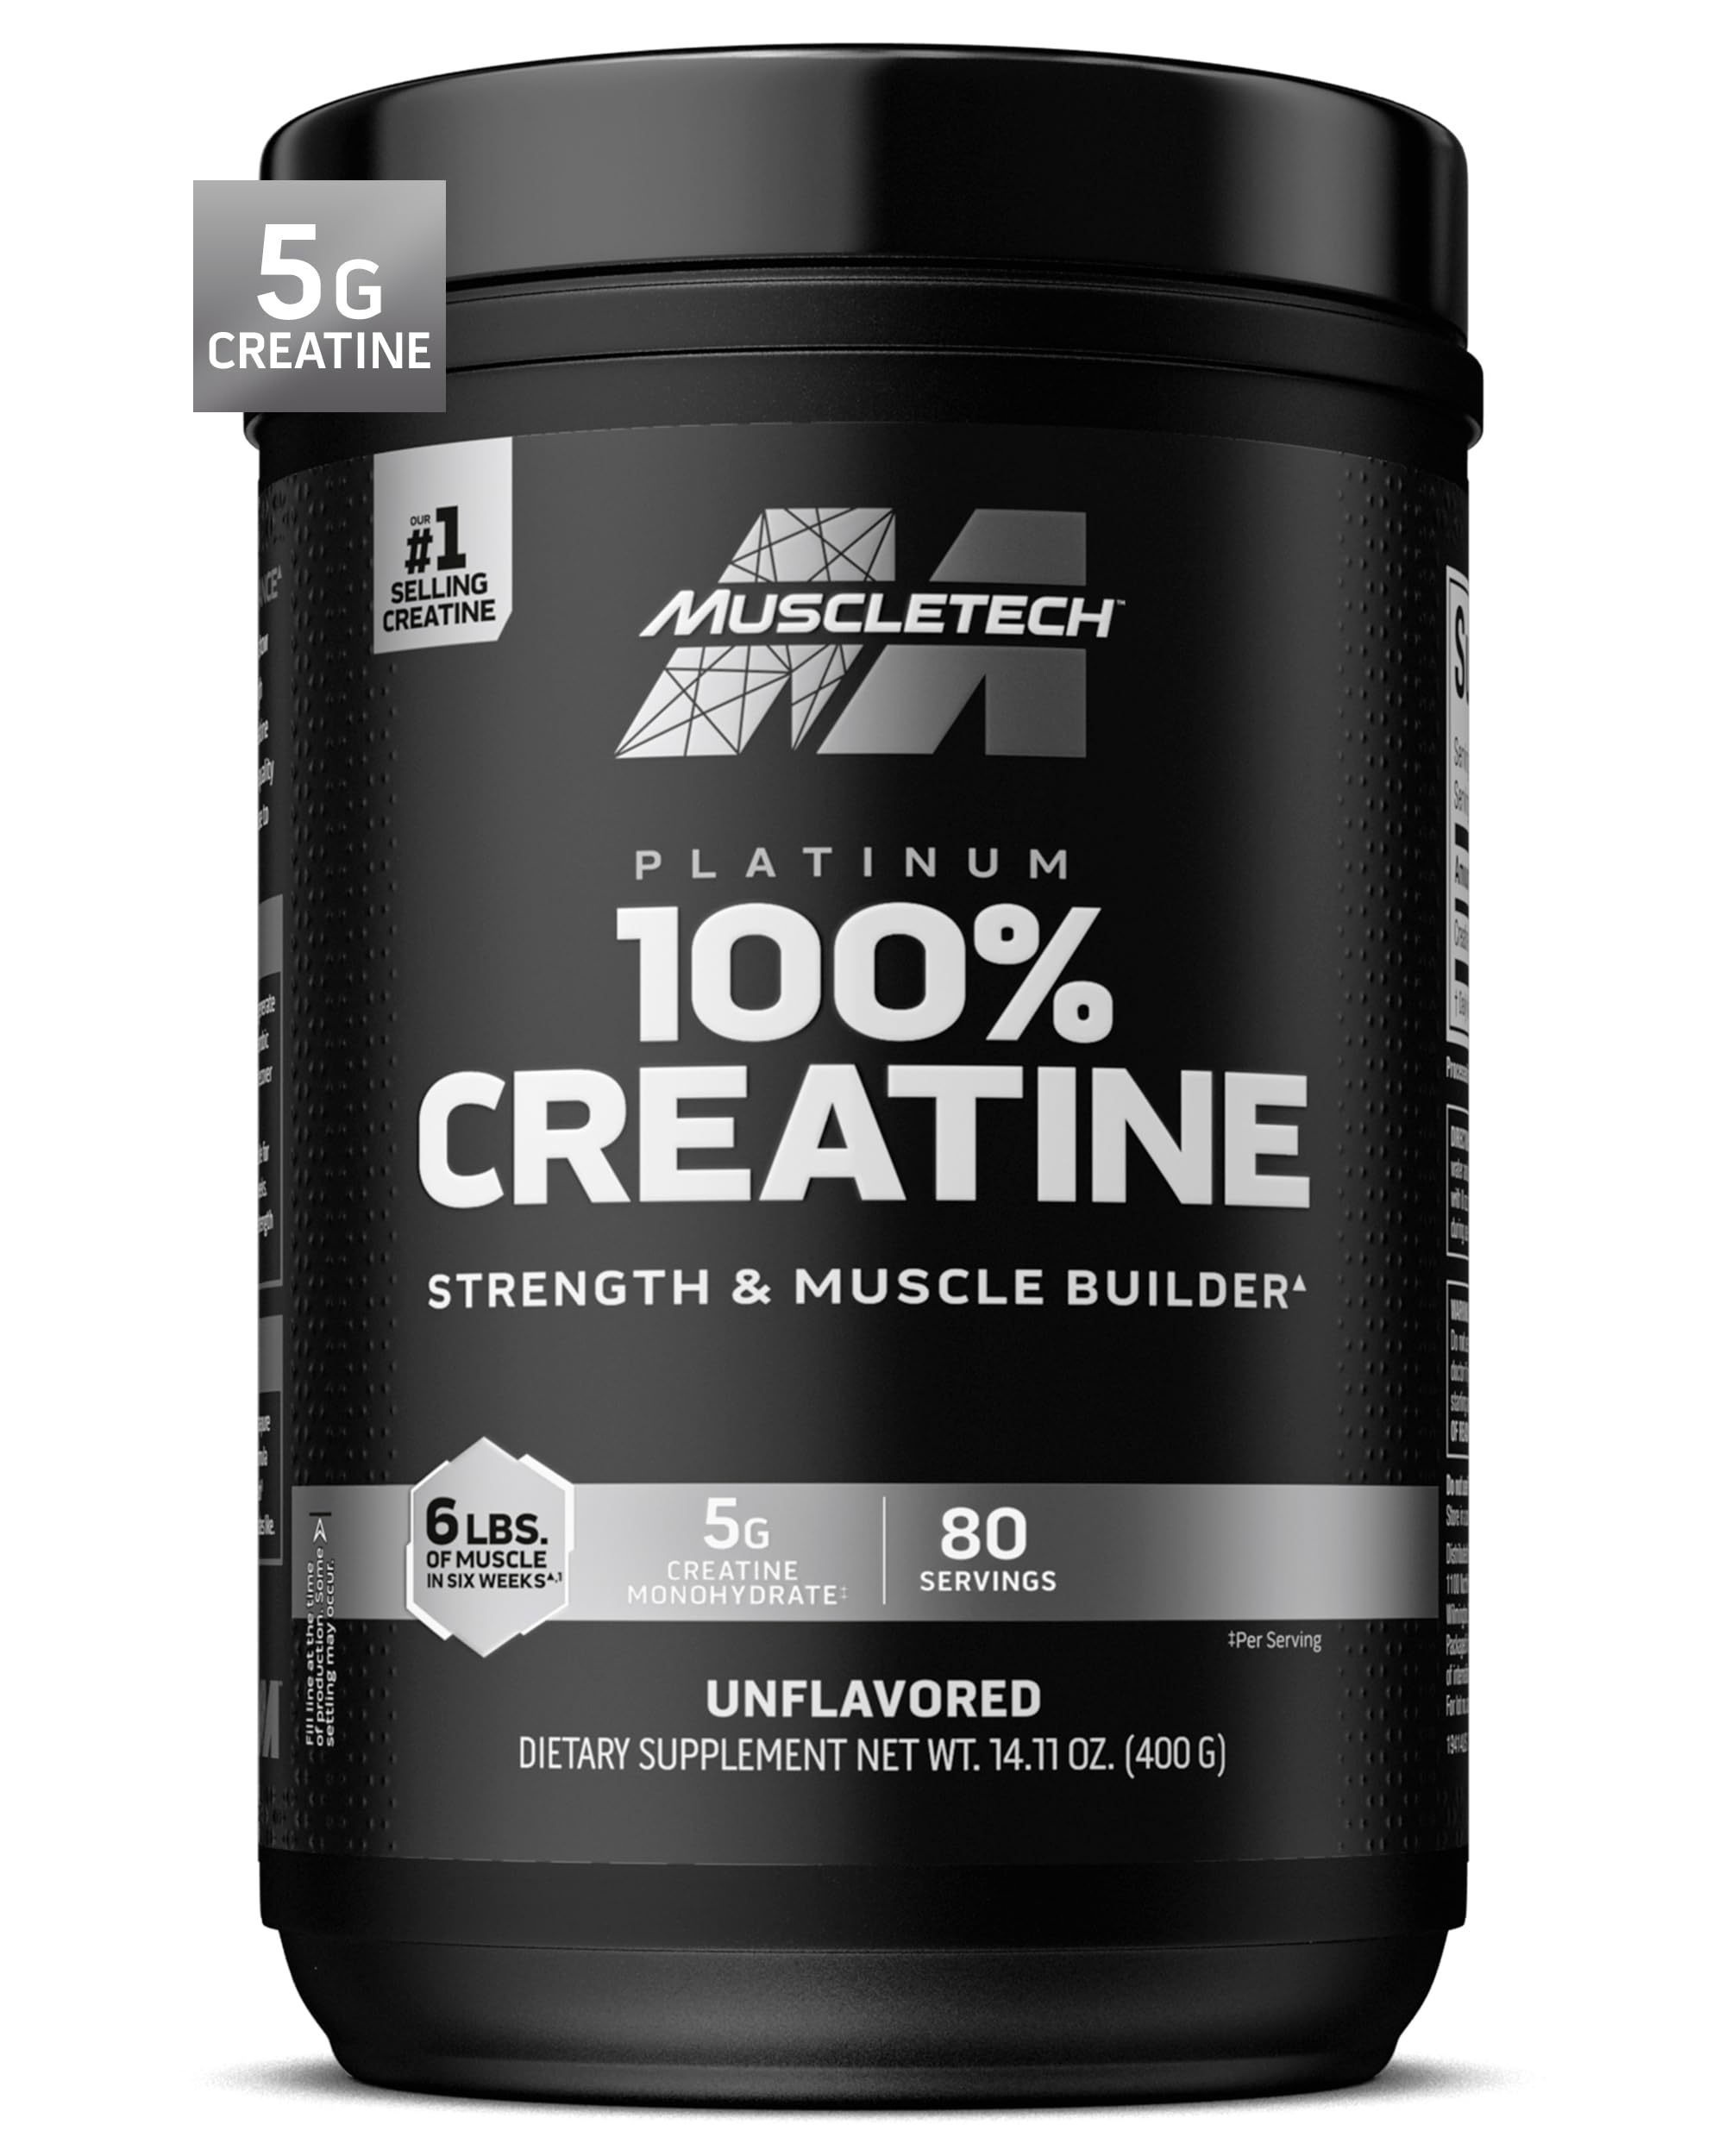 5G
CREATINE
OUR
#1
SELLING
CREATINE
MUSCLETECH™
PLATINUM
100%
CREATINE
STRENGTH & MUSCLE BUILDER▲
6 LBS.
OF MUSCLE
IN SIX WEEKS▲,1
5G
CREATINE
MONOHYDRATE‡
80
SERVINGS
‡Per Serving
Fill line at the time
of production. Some
settling may occur.
UNFLAVORED
DIETARY SUPPLEMENT NET WT. 14.11 OZ. (400 G)